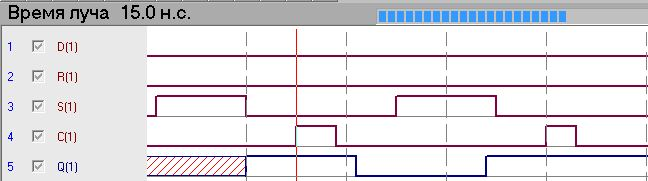 Время луча 15.0 н.с.
1 D(1)
2 R(1)
3 S(1)
4 C(1)
5 Q(1)